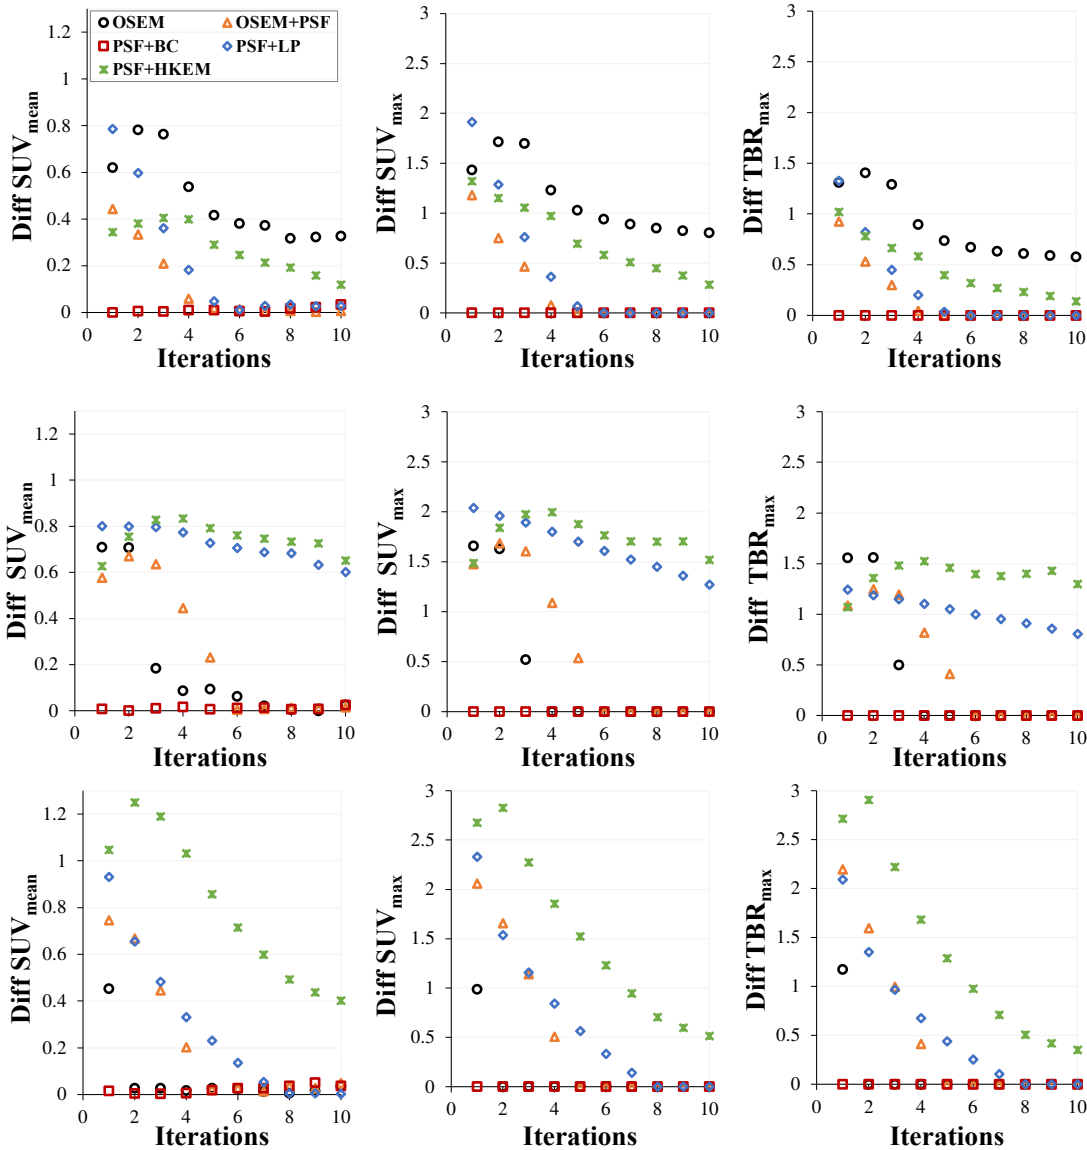 OSEM
OSEM+PSF
PSF+BC
PSF+LP
PSF+HKEM
Diff SUVmean
1.2
1
0.8
0.6
0.4
0.2
0
0 2 4 6 8 10
Iterations
Diff SUVmax
3
2.5
2
1.5
1
0.5
0
0 2 4 6 8 10
Iterations
Diff TBRmax
3
2.5
2
1.5
1
0.5
0
0 2 4 6 8 10
Iterations
Diff SUVmean
1.2
1
0.8
0.6
0.4
0.2
0
0 2 4 6 8 10
Iterations
Diff SUVmax
3
2.5
2
1.5
1
0.5
0
0 2 4 6 8 10
Iterations
Diff TBRmax
3
2.5
2
1.5
1
0.5
0
0 2 4 6 8 10
Iterations
Diff SUVmean
1.2
1
0.8
0.6
0.4
0.2
0
0 2 4 6 8 10
Iterations
Diff SUVmax
3
2.5
2
1.5
1
0.5
0
0 2 4 6 8 10
Iterations
Diff TBRmax
3
2.5
2
1.5
1
0.5
0
0 2 4 6 8 10
Iterations